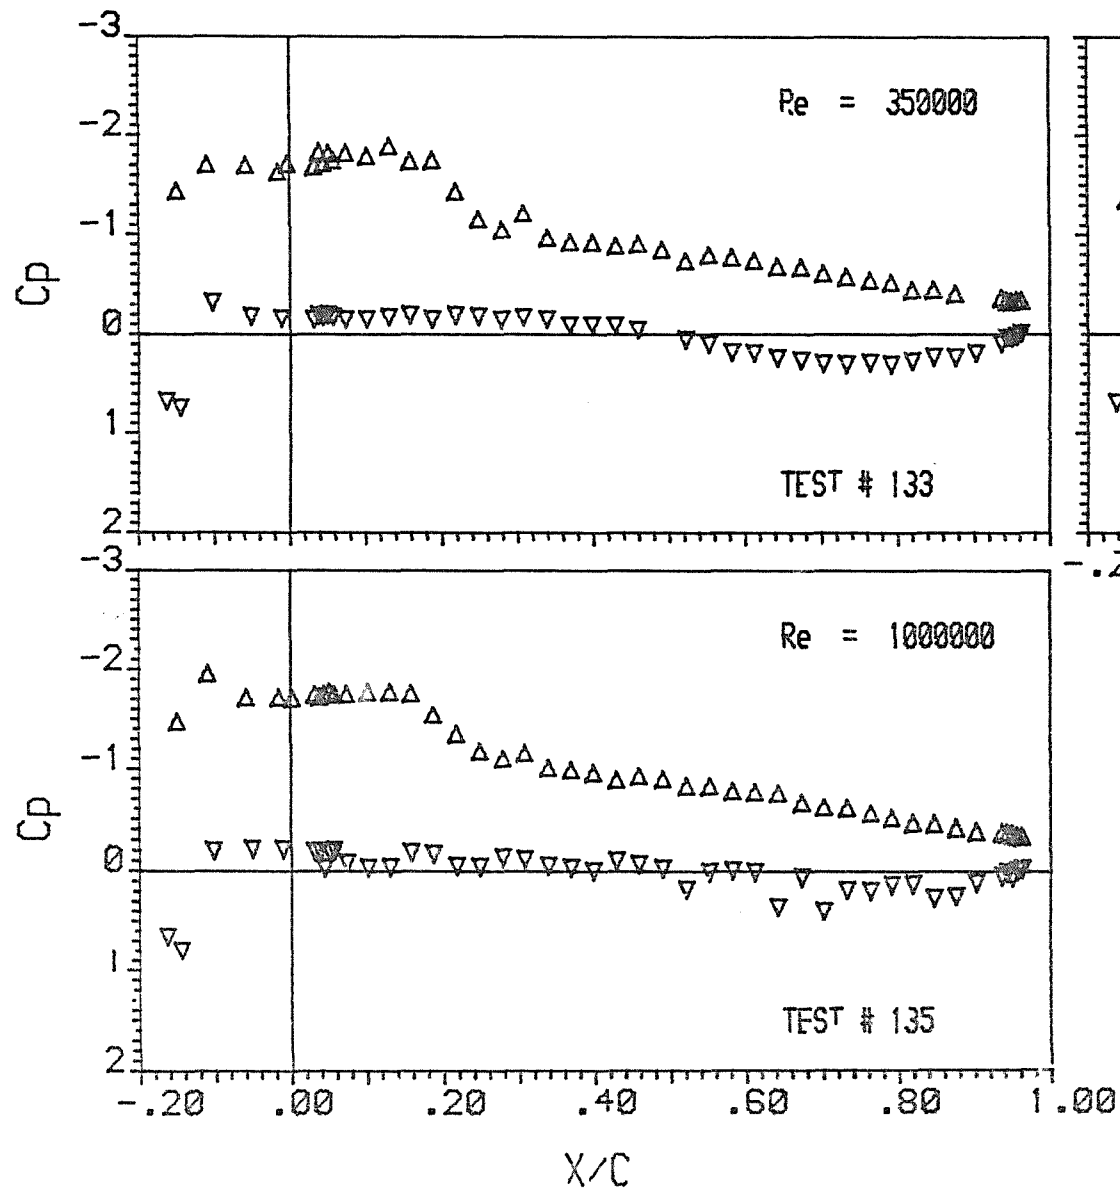 -3
Re = 350000
-2
-1
Cp
0
1
TEST # 133
2
-3
-.2
Re = 1000000
-2
-1
Cp
0
1
TEST # 135
2
-.20 .00 .20 .40 .60 .80 1.00
X/C